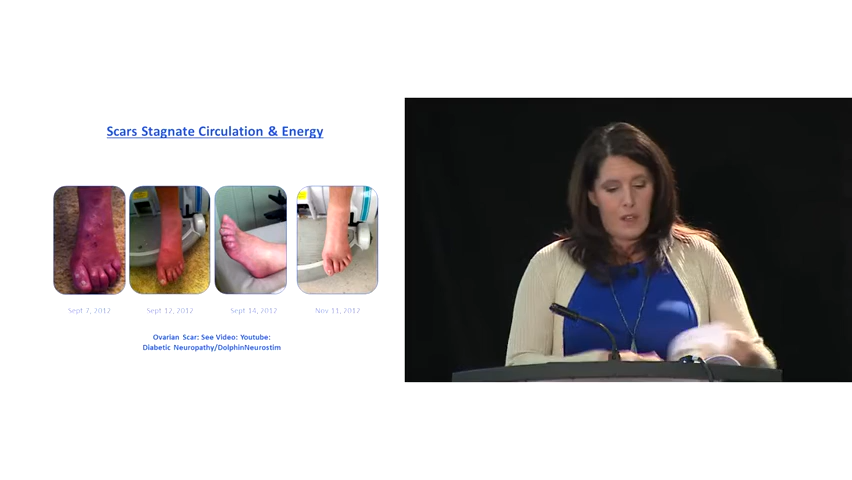 Scars Stagnate Circulation & Energy
Sept 7, 2012
Sept 12, 2012
Sept 14, 2012
Nov 11, 2012
Ovarian Scar: See Video: Youtube:
Diabetic Neuropathy/DolphinNeurostim